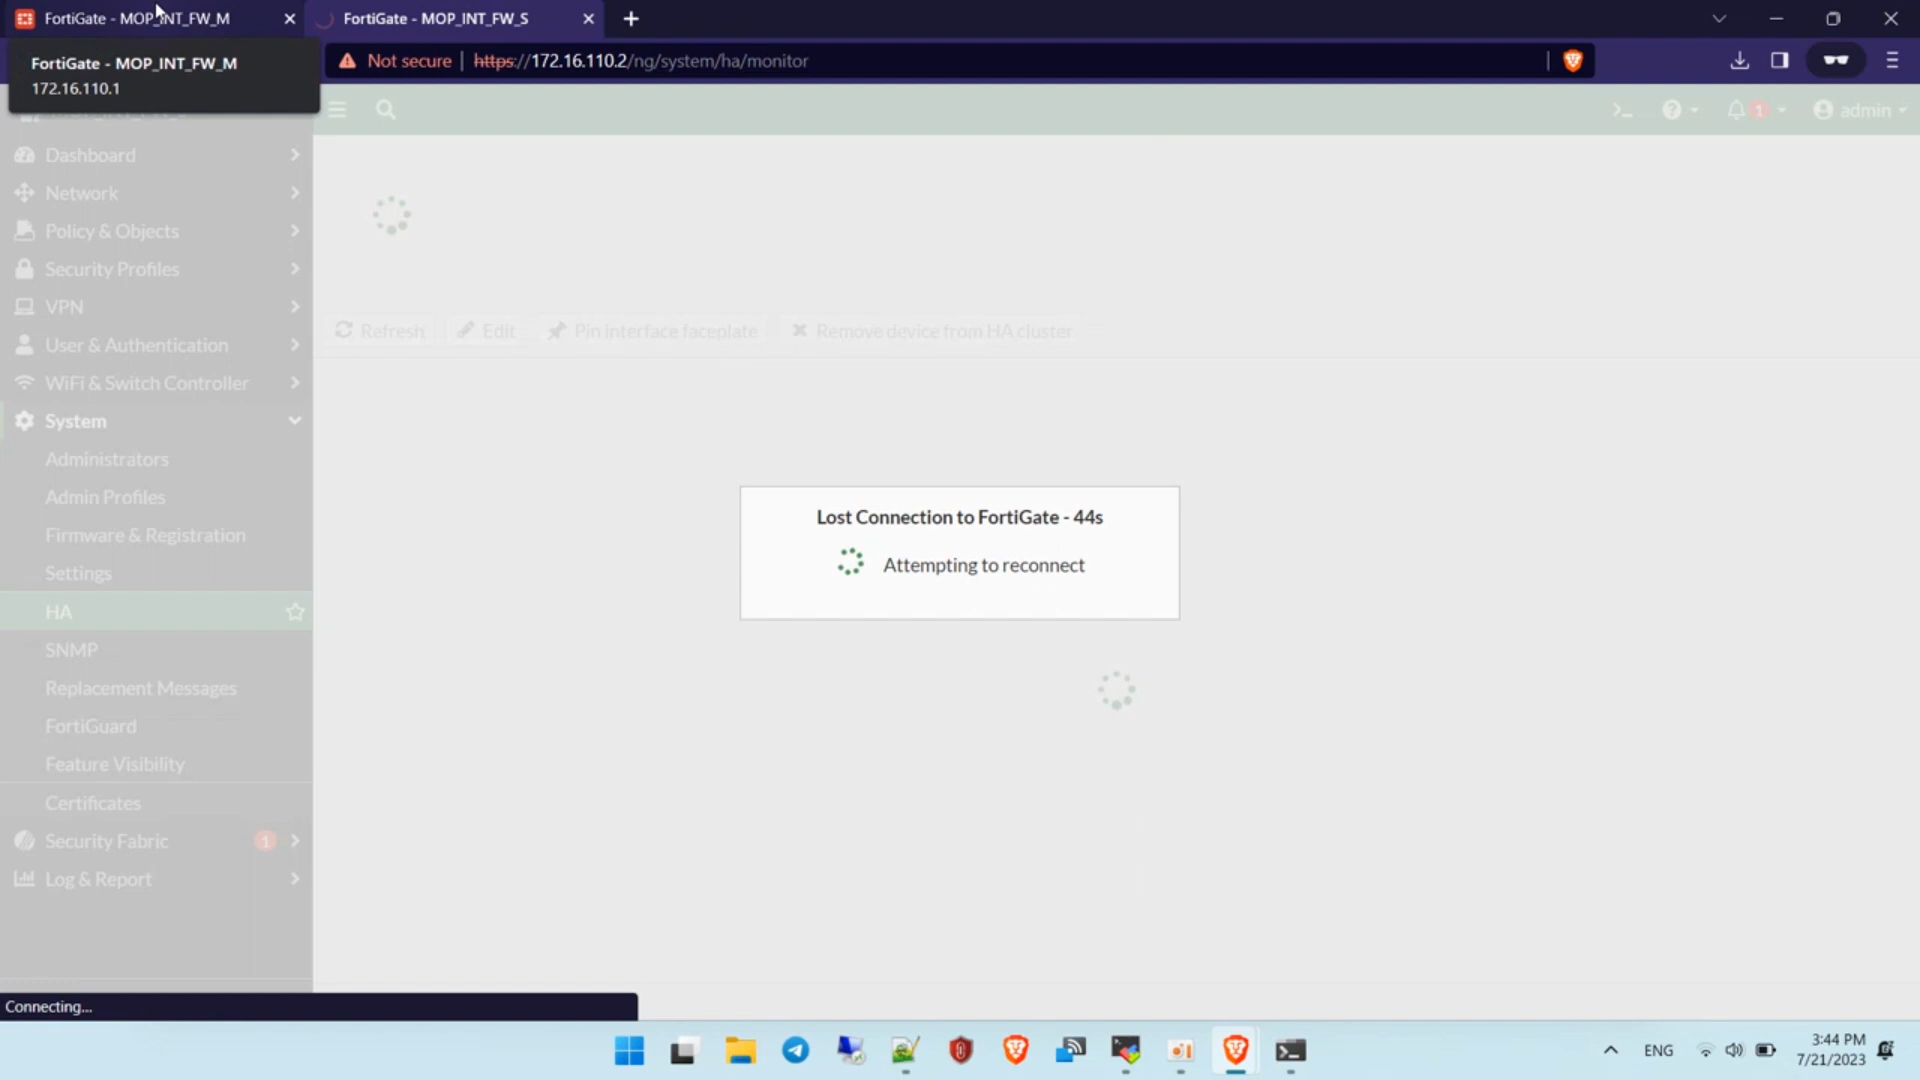 FortiGate - MOP_INT_FW_M
FortiGate - MOP_INT_FW_S
FortiGate - MOP_INT_FW_M
172.16.110.1
Not secure
https://172.16.110.2/ng/system/ha/monitor
1
admin
Dashboard
Network
Policy & Objects
Security Profiles
VPN
User & Authentication
WiFi & Switch Controller
System
Administrators
Admin Profiles
Firmware & Registration
Settings
HA
SNMP
Replacement Messages
FortiGuard
Feature Visibility
Certificates
Security Fabric 1
Log & Report
Refresh Edit Pin interface faceplate Remove device from HA cluster
Lost Connection to FortiGate - 44s
Attempting to reconnect
Connecting...
ENG
3:44 PM
7/21/2023